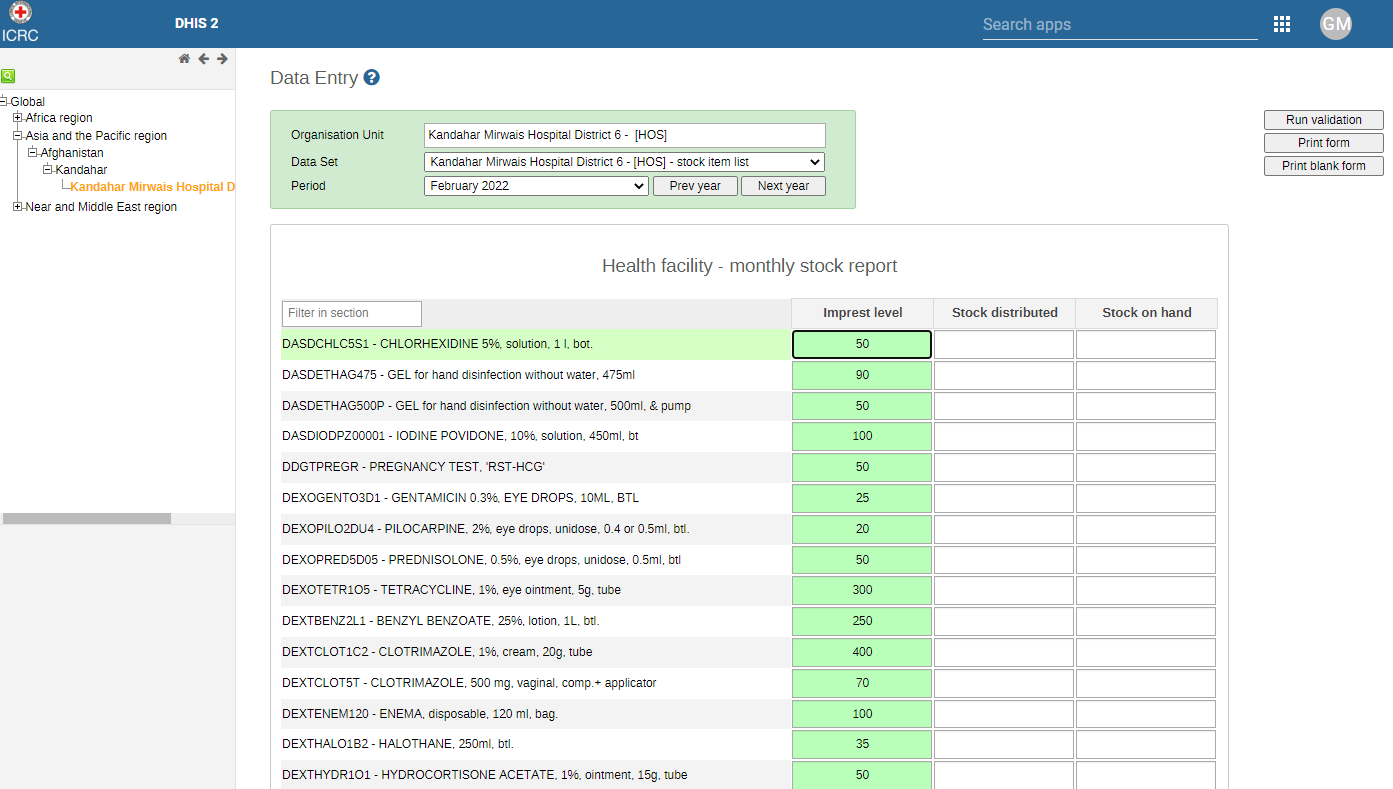 ICRC
DHIS 2
Search apps
GM
Global
Africa region
Asia and the Pacific region
Afghanistan
Kandahar
Kandahar Mirwais Hospital D
Near and Middle East region
Data Entry ?
Organisation Unit Kandahar Mirwais Hospital District 6 - [HOS]
Data Set Kandahar Mirwais Hospital District 6 - [HOS] - stock item list
Period February 2022 Prev year Next year
Run validation
Print form
Print blank form
Health facility - monthly stock report
Filter in section Imprest level Stock distributed Stock on hand
DASDCHLC5S1 - CHLORHEXIDINE 5%, solution, 1 l, bot. 50
DASDETHAG475 - GEL for hand disinfection without water, 475ml 90
DASDETHAG500P - GEL for hand disinfection without water, 500ml, & pump 50
DASDIODPZ00001 - IODINE POVIDONE, 10%, solution, 450ml, bt 100
DDGTPREGR - PREGNANCY TEST, 'RST-HCG' 50
DEXOGENTO3D1 - GENTAMICIN 0.3%, EYE DROPS, 10ML, BTL 25
DEXOPILO2DU4 - PILOCARPINE, 2%, eye drops, unidose, 0.4 or 0.5ml, btl. 20
DEXOPRED5D05 - PREDNISOLONE, 0.5%, eye drops, unidose, 0.5ml, btl 50
DEXOTETR1O5 - TETRACYCLINE, 1%, eye ointment, 5g, tube 300
DEXTBENZ2L1 - BENZYL BENZOATE, 25%, lotion, 1L, btl. 250
DEXTCLOT1C2 - CLOTRIMAZOLE, 1%, cream, 20g, tube 400
DEXTCLOT5T - CLOTRIMAZOLE, 500 mg, vaginal, comp.+ applicator 70
DEXTENEM120 - ENEMA, disposable, 120 ml, bag. 100
DEXTHALO1B2 - HALOTHANE, 250ml, btl. 35
DEXTHYDR1O1 - HYDROCORTISONE ACETATE, 1%, ointment, 15g, tube 50